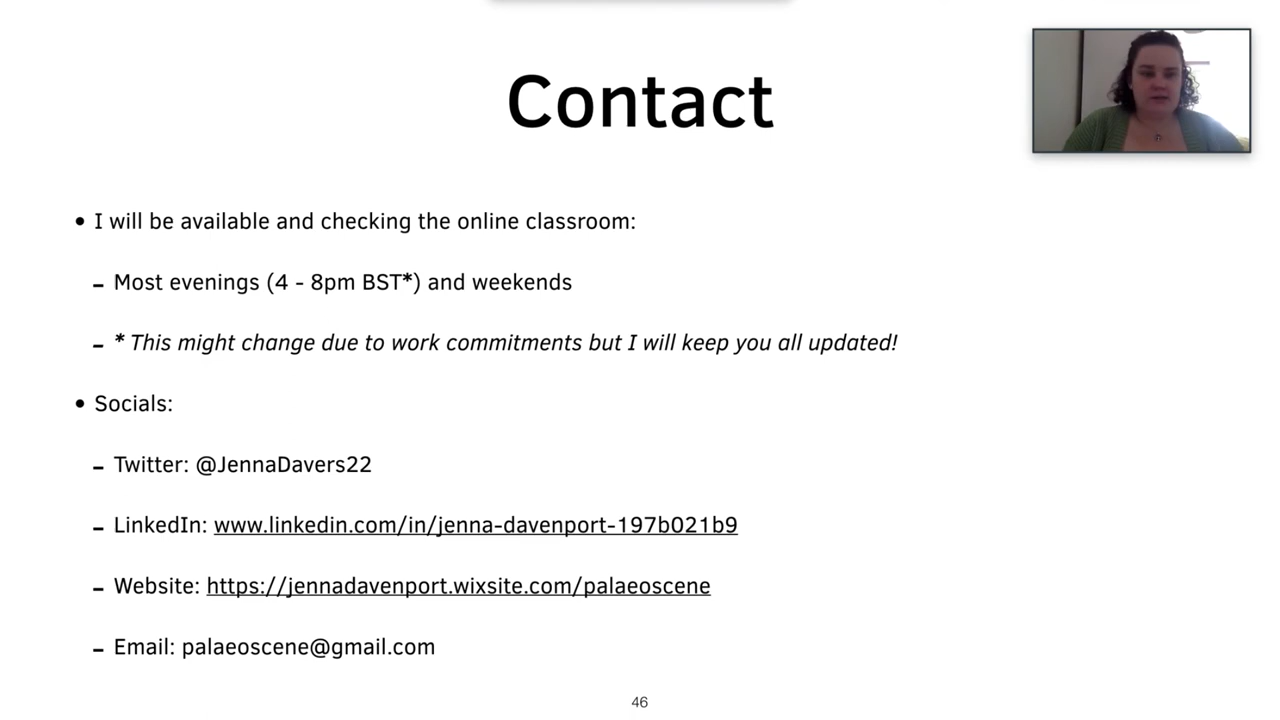 Contact
• I will be available and checking the online classroom:
– Most evenings (4 - 8pm BST*) and weekends
– * This might change due to work commitments but I will keep you all updated!
• Socials:
– Twitter: @JennaDavers22
– LinkedIn: www.linkedin.com/in/jenna-davenport-197b021b9
– Website: https://jennadavenport.wixsite.com/palaeoscene
– Email: palaeoscene@gmail.com
46